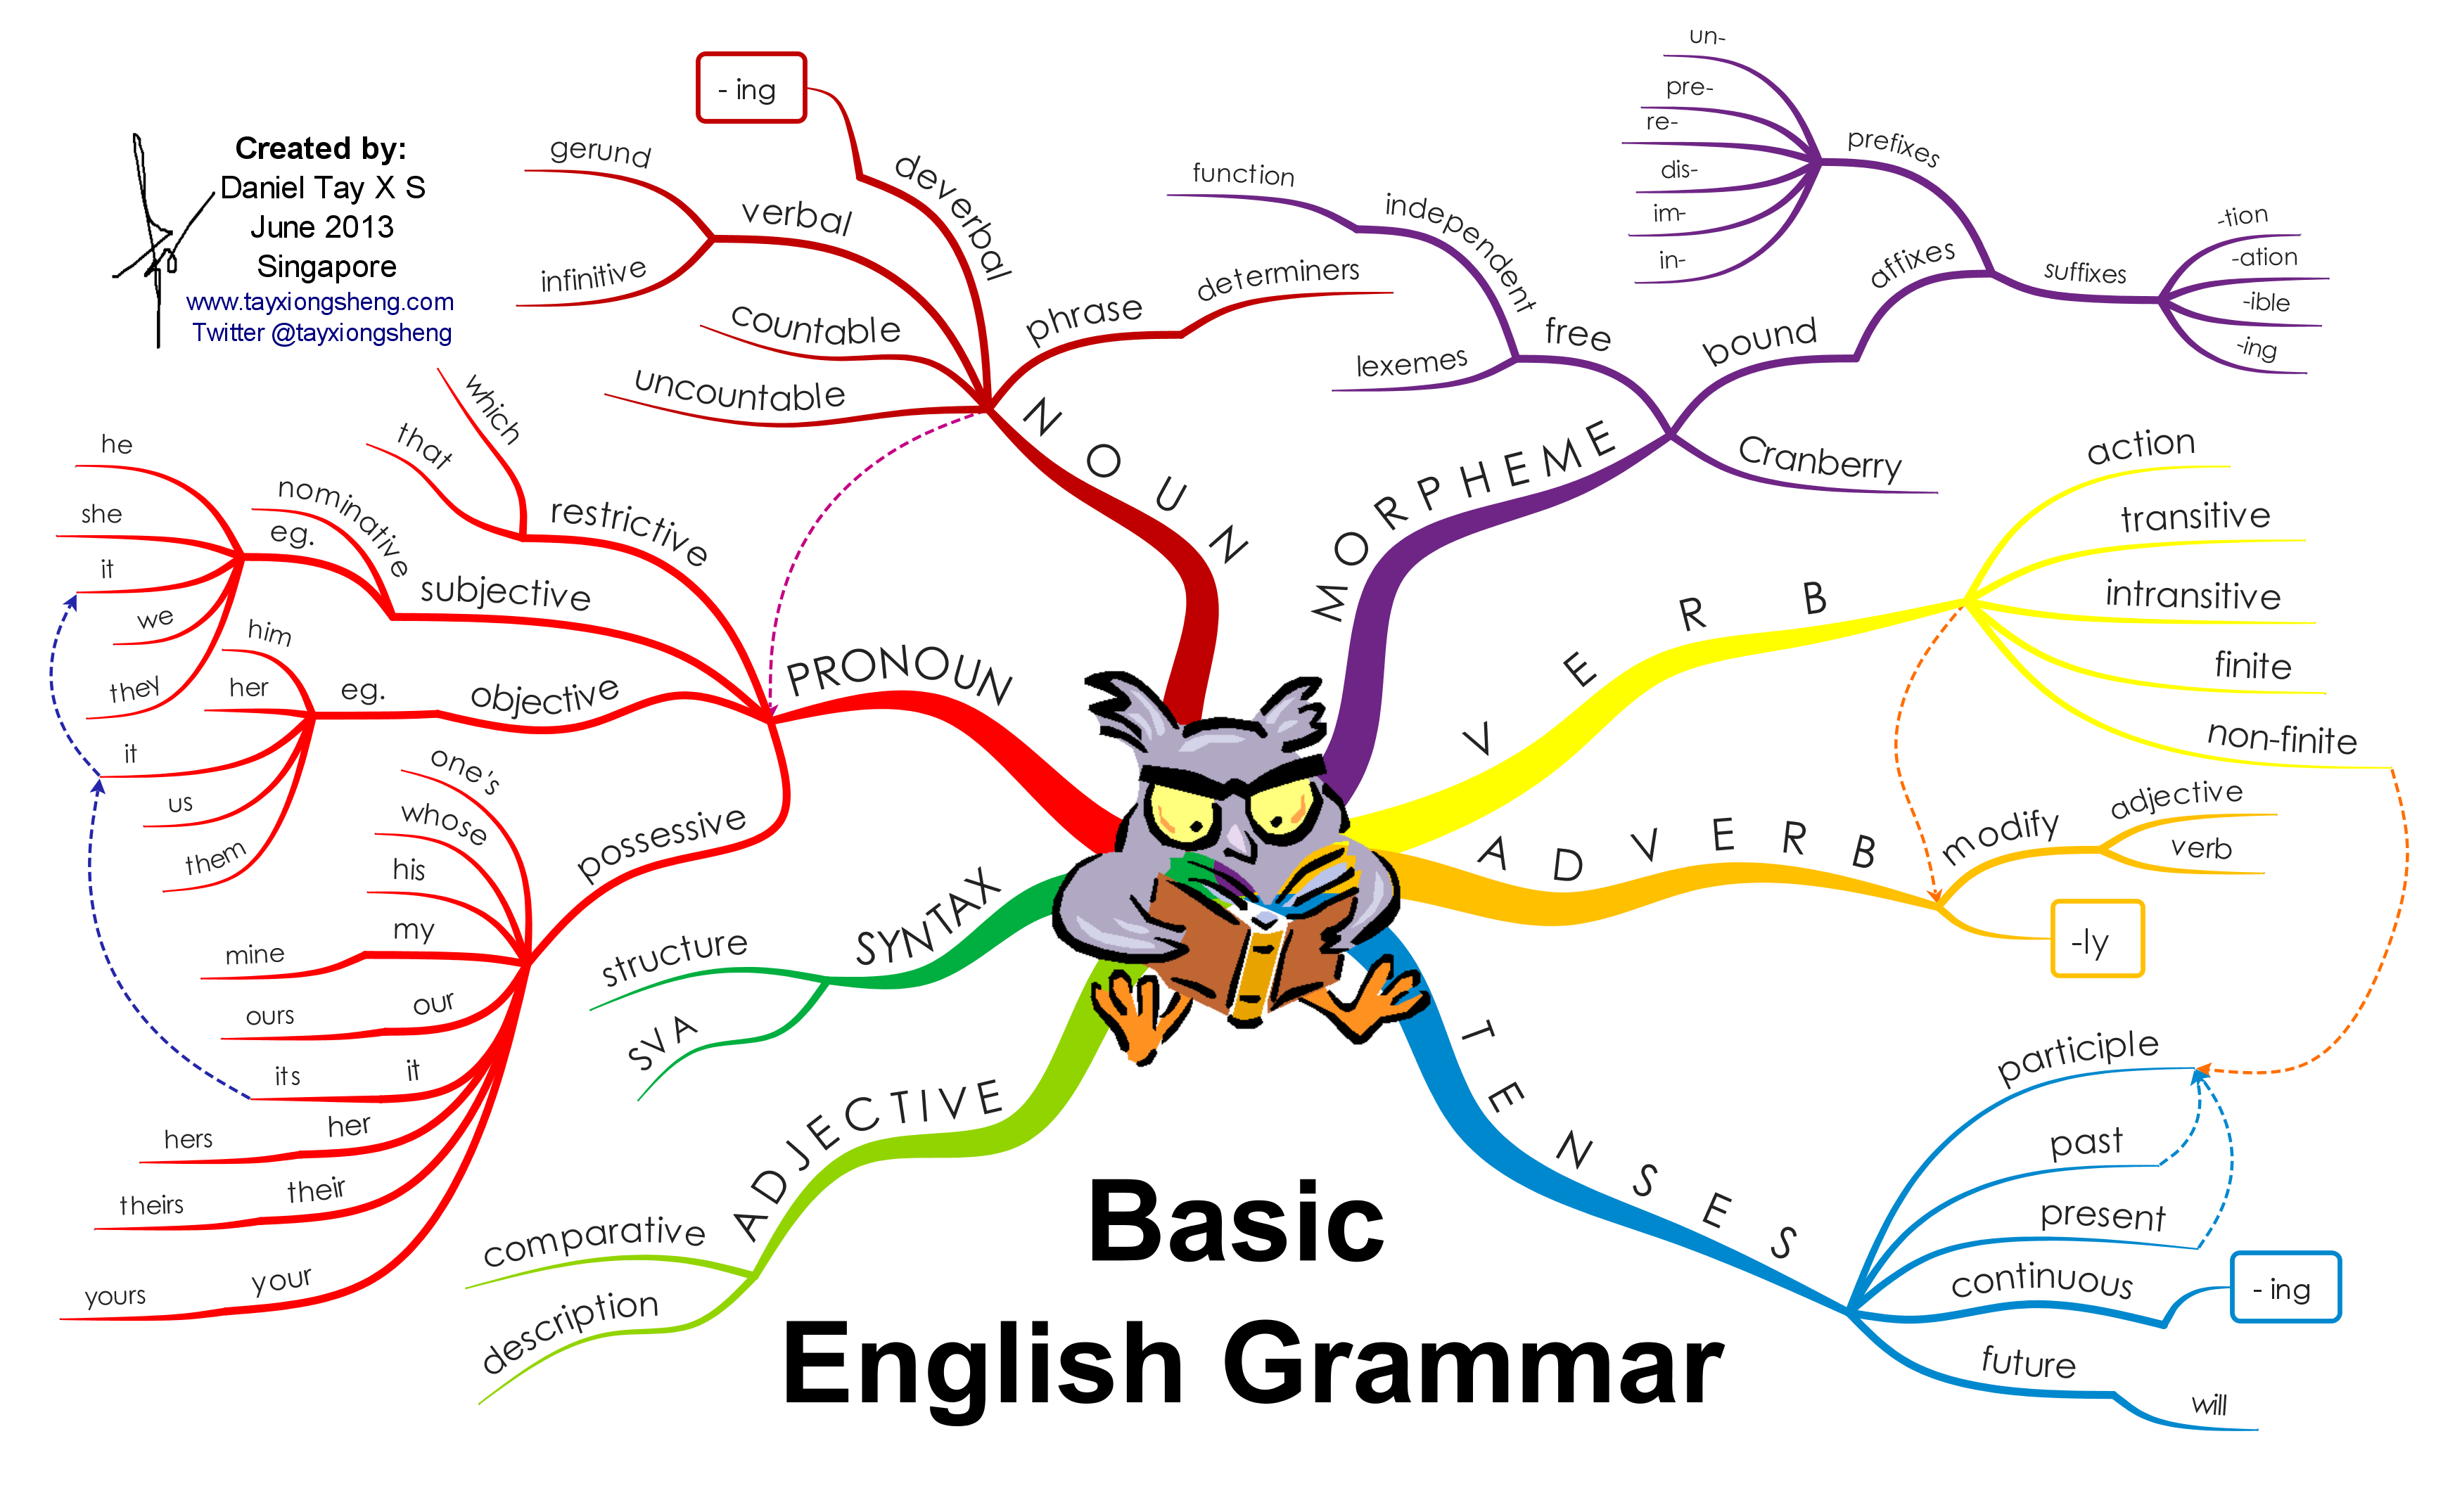 Created by:
Daniel Tay X S
June 2013
Singapore
www.tayxiongsheng.com
Twitter @tayxiongsheng
NOUN
deverbal
- ing
verbal
gerund
infinitive
countable
uncountable
phrase
determiners
MORPHEME
free
independent
function
lexemes
bound
affixes
prefixes
un-
pre-
re-
dis-
im-
in-
suffixes
-tion
-ation
-ible
-ing
Cranberry
VERB
action
transitive
intransitive
finite
non-finite
ADVERB
modify
adjective
verb
-ly
TENSES
participle
past
present
continuous
- ing
future
will
PRONOUN
restrictive
which
that
subjective
nominative
eg.
he
she
it
we
they
objective
eg.
him
her
it
us
them
possessive
one's
whose
his
my
mine
our
ours
it
its
her
hers
their
theirs
your
yours
SYNTAX
structure
SVA
ADJECTIVE
comparative
description
Basic
English Grammar